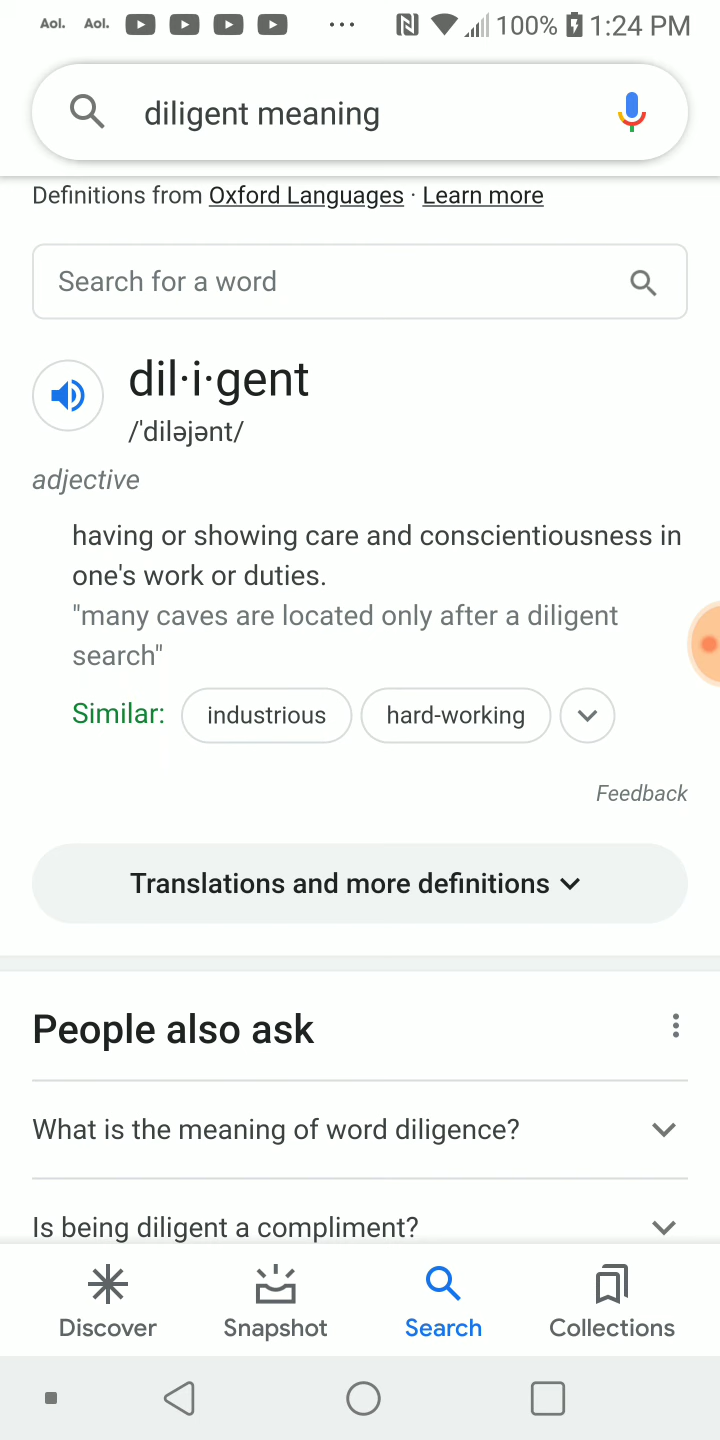 Aol. Aol. ... 100% 1:24 PM
diligent meaning
Definitions from Oxford Languages · Learn more
Search for a word
dil·i·gent
/ˈdiləjənt/
adjective
having or showing care and conscientiousness in
one's work or duties.
"many caves are located only after a diligent
search"
Similar: industrious hard-working
Feedback
Translations and more definitions
People also ask
What is the meaning of word diligence?
Is being diligent a compliment?
Discover Snapshot Search Collections